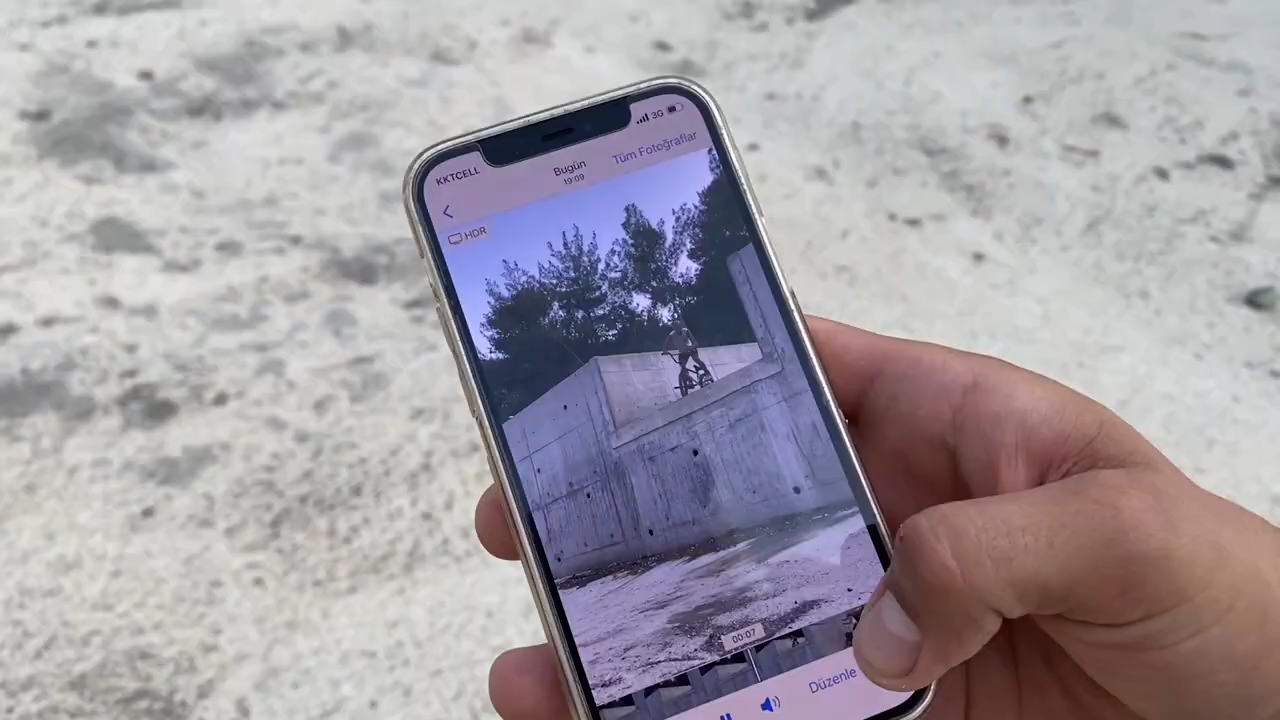 KKTCELL
3G
Bugün
19:09
Tüm Fotoğraflar
HDR
00:07
Düzenle